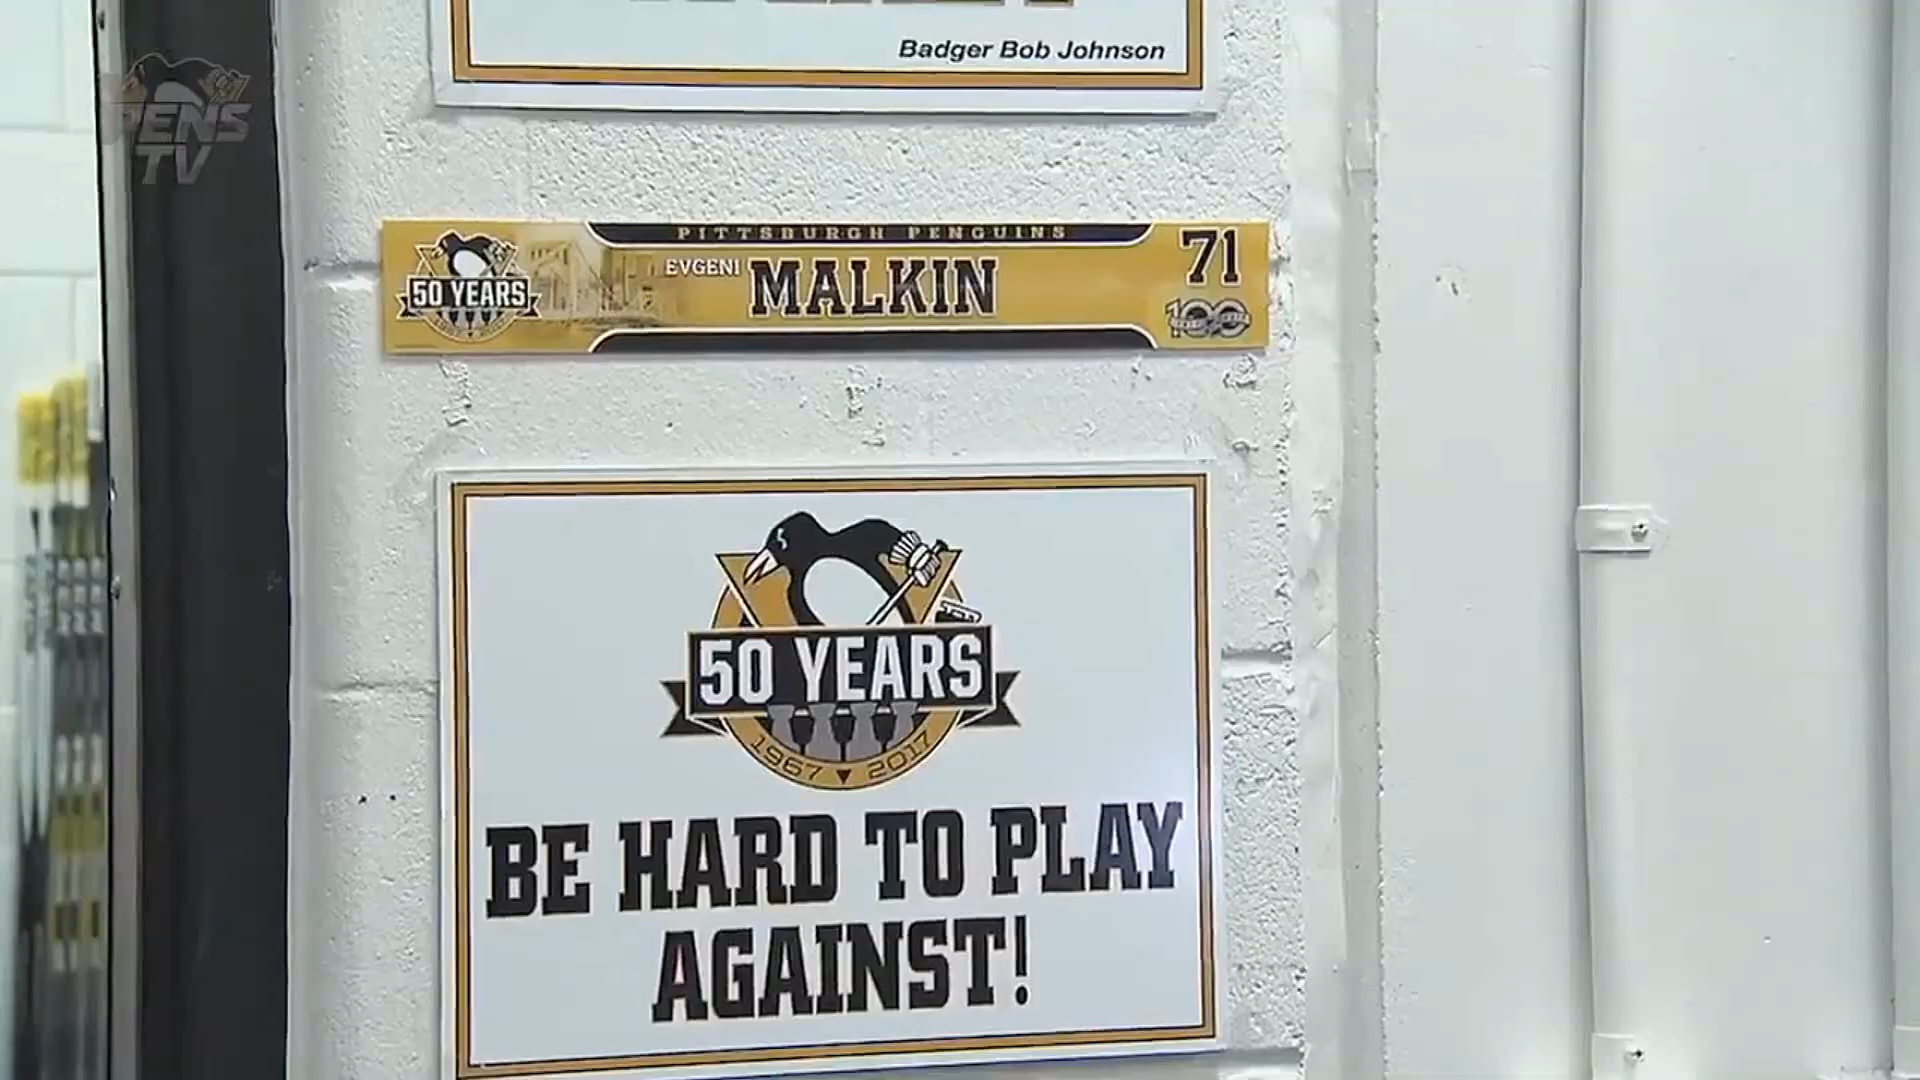 Badger Bob Johnson
PENS
TV
PITTSBURGH PENGUINS
EVGENI MALKIN
71
50 YEARS
100
50 YEARS
1967 2017
BE HARD TO PLAY
AGAINST!